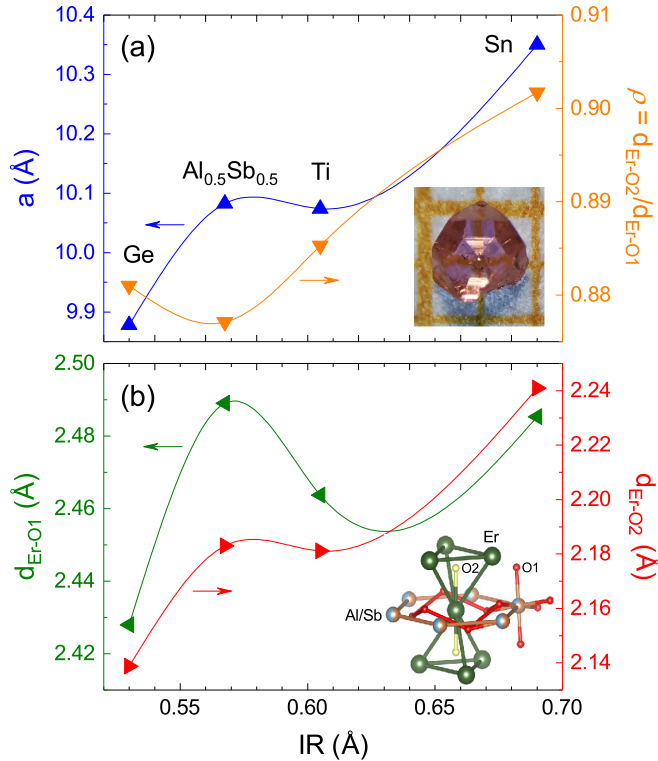 (a)
10.4
10.3
10.2
10.1
10.0
9.9
a (Å)
Ge
Al0.5Sb0.5
Ti
Sn
0.91
0.90
0.89
0.88
ρ = dEr-O2/dEr-O1
(b)
2.50
2.48
2.46
2.44
2.42
dEr-O1 (Å)
2.24
2.22
2.20
2.18
2.16
2.14
dEr-O2 (Å)
Er
O2
O1
Al/Sb
0.55
0.60
0.65
0.70
IR (Å)